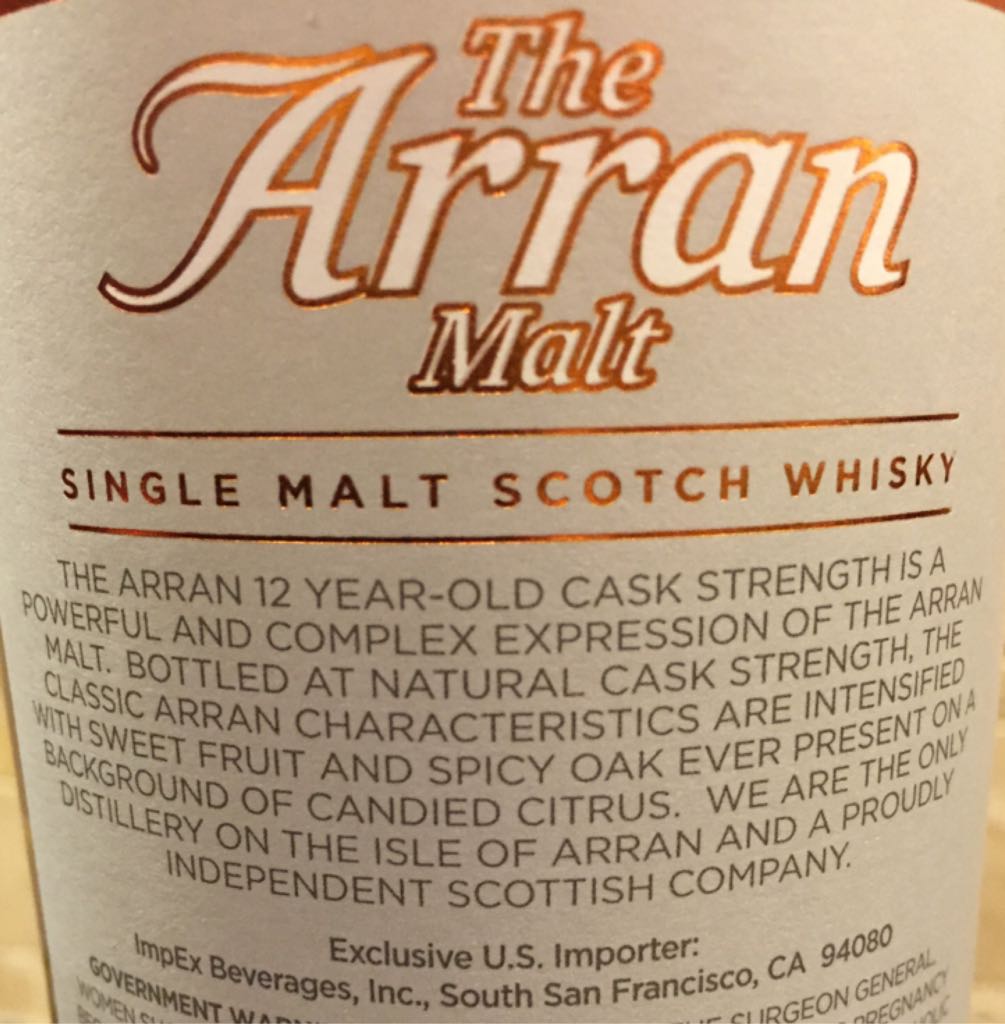 The
Arran
Malt
SINGLE MALT SCOTCH WHISKY
THE ARRAN 12 YEAR-OLD CASK STRENGTH IS A
POWERFUL AND COMPLEX EXPRESSION OF THE ARRAN
MALT. BOTTLED AT NATURAL CASK STRENGTH, THE
CLASSIC ARRAN CHARACTERISTICS ARE INTENSIFIED
WITH SWEET FRUIT AND SPICY OAK EVER PRESENT ON A
BACKGROUND OF CANDIED CITRUS. WE ARE THE ONLY
DISTILLERY ON THE ISLE OF ARRAN AND A PROUDLY
INDEPENDENT SCOTTISH COMPANY.
Exclusive U.S. Importer:
ImpEx Beverages, Inc., South San Francisco, CA 94080
GOVERNMENT SURGEON GENERAL
WOMEN PREGNANCY